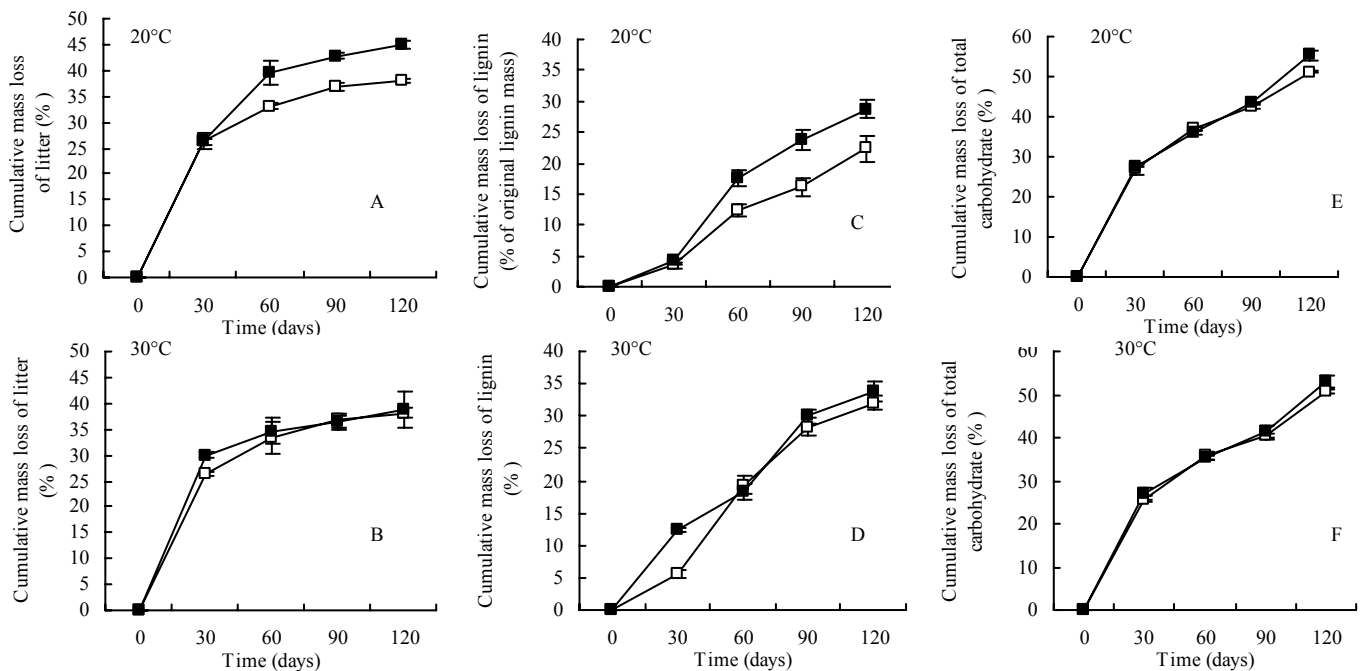 20°C
Cumulative mass loss
of litter (% )
50
45
40
35
30
25
20
15
10
5
0
A
0 30 60 90 120
Time (days)
20°C
Cumulative mass loss of lignin
(% of original lignin mass)
40
35
30
25
20
15
10
5
0
C
0 30 60 90 120
Time (days)
20°C
Cumulative mass loss of total
carbohydrate (% )
60
50
40
30
20
10
0
E
0 30 60 90 120
Time (days)
30°C
Cumulative mass loss of litter
(% )
50
45
40
35
30
25
20
15
10
5
0
B
0 30 60 90 120
Time (days)
30°C
Cumulative mass loss of lignin
(% )
40
35
30
25
20
15
10
5
0
D
0 30 60 90 120
Time (days)
30°C
Cumulative mass loss of total
carbohydrate (% )
60
50
40
30
20
10
0
F
0 30 60 90 120
Time (days)